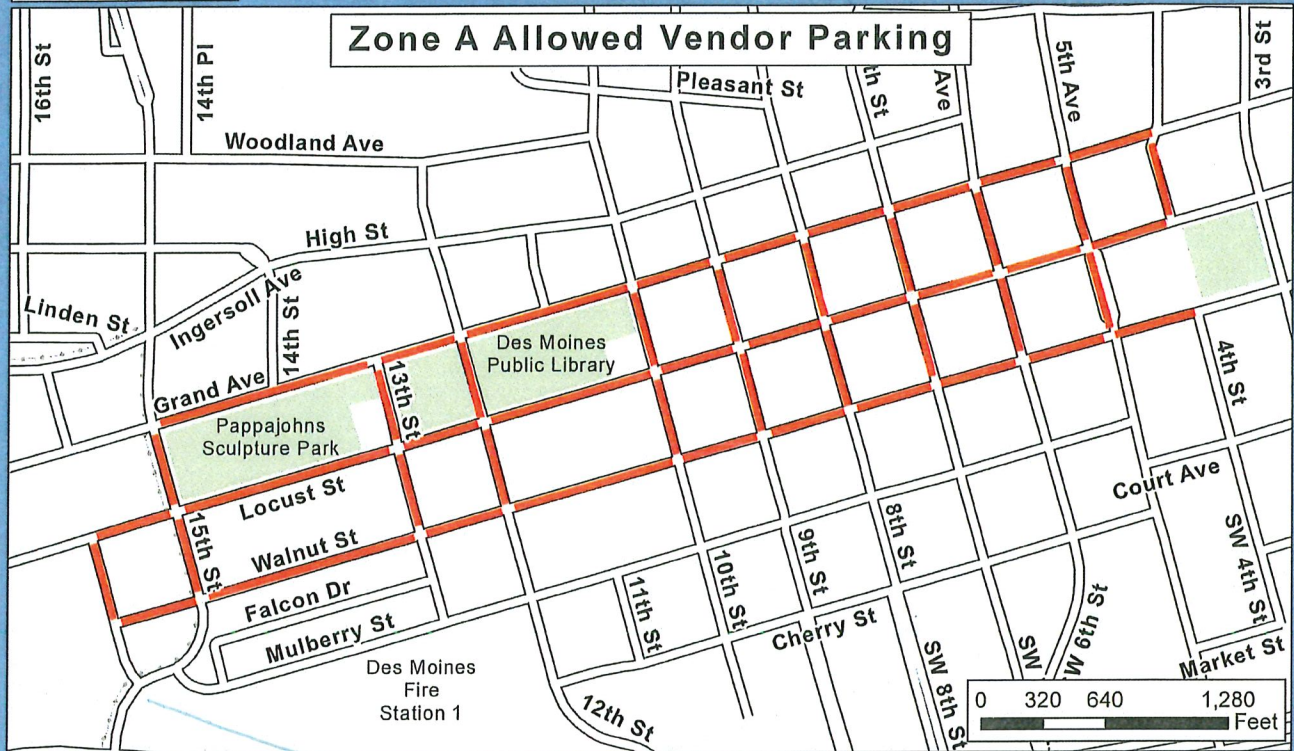 Zone A Allowed Vendor Parking
16th St
14th Pl
Pleasant St
th St
Ave
5th Ave
3rd St
Woodland Ave
High St
Linden St
Ingersoll Ave
14th St
Grand Ave
13th St
Des Moines
Public Library
Pappajohns
Sculpture Park
Locust St
15th St
Walnut St
Falcon Dr
Mulberry St
Des Moines
Fire
Station 1
4th St
Court Ave
SW 4th St
8th St
9th St
10th St
11th St
Cherry St
12th St
SW 8th St
SW
W 6th St
Market St
0 320 640 1,280
Feet